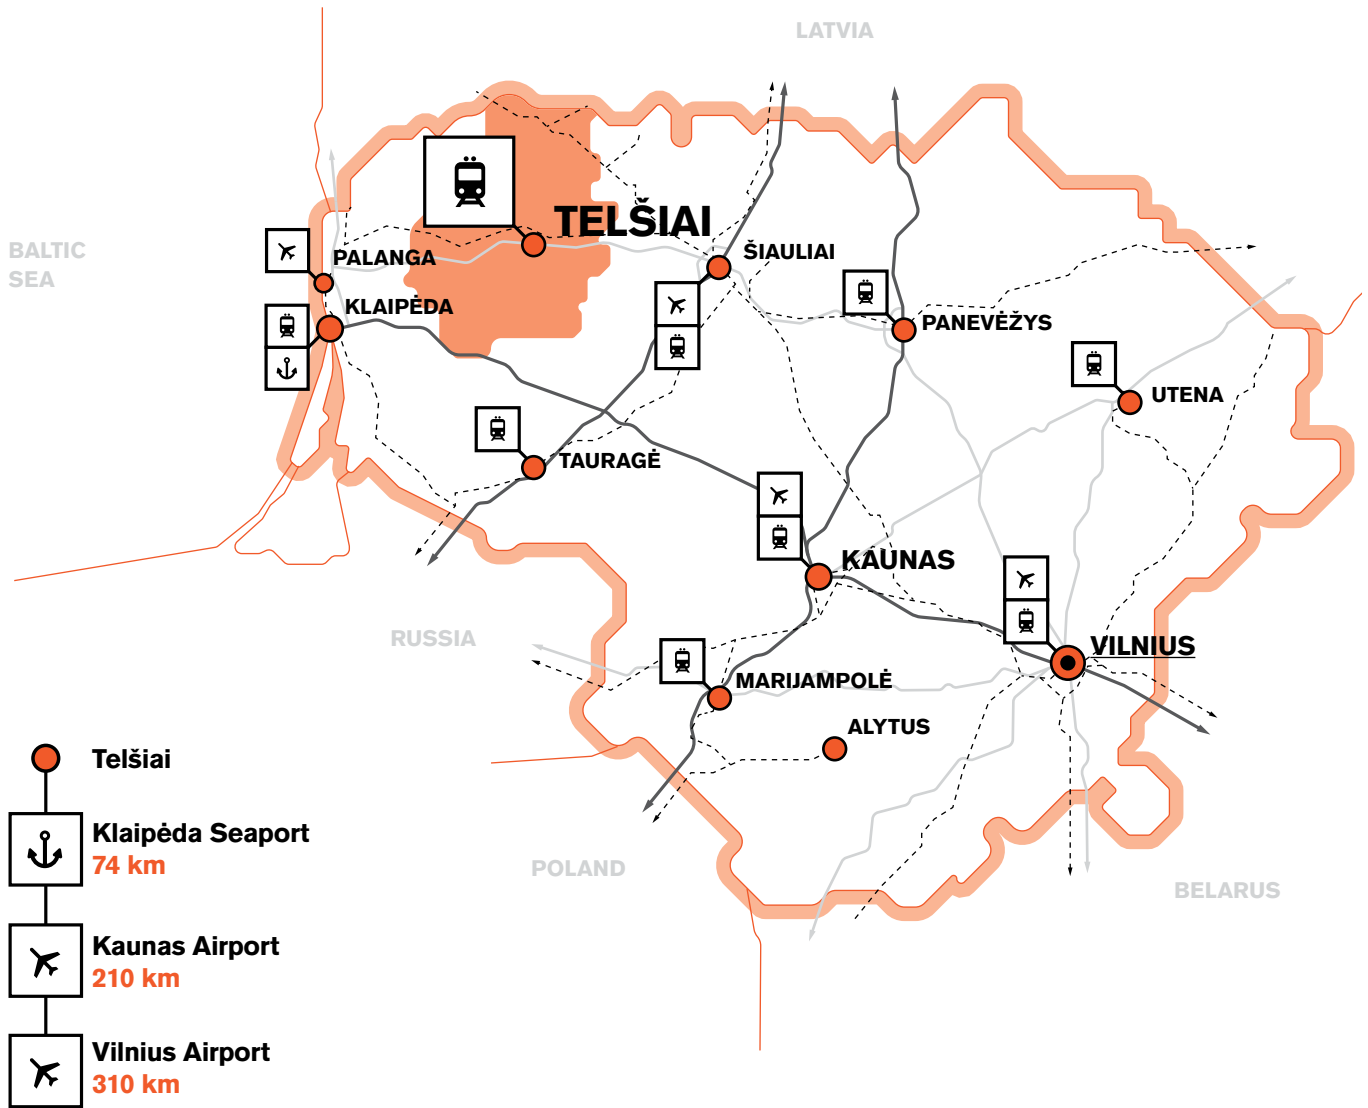 LATVIA
BALTIC
SEA
TELŠIAI
ŠIAULIAI
PALANGA
KLAIPĖDA
PANEVĖŽYS
UTENA
TAURAGĖ
KAUNAS
RUSSIA
VILNIUS
MARIJAMPOLĖ
ALYTUS
POLAND
BELARUS
Telšiai
Klaipėda Seaport
74 km
Kaunas Airport
210 km
Vilnius Airport
310 km